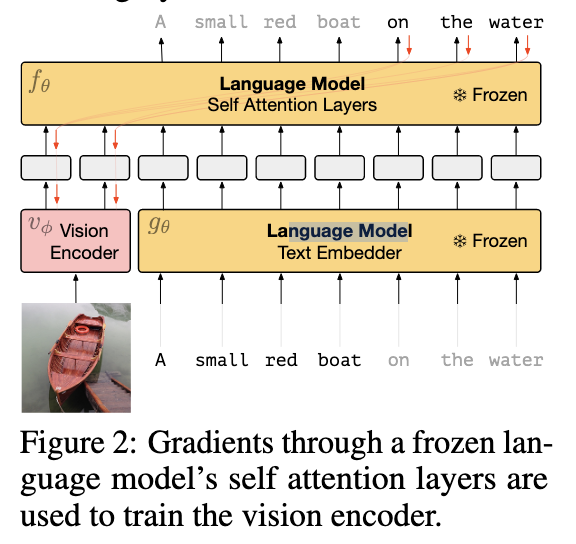 A small red boat on the water
fθ
Language Model
Self Attention Layers
❄ Frozen
vϕ Vision
Encoder
gθ
Language Model
Text Embedder
❄ Frozen
A small red boat on the water
Figure 2: Gradients through a frozen lan-
guage model’s self attention layers are
used to train the vision encoder.